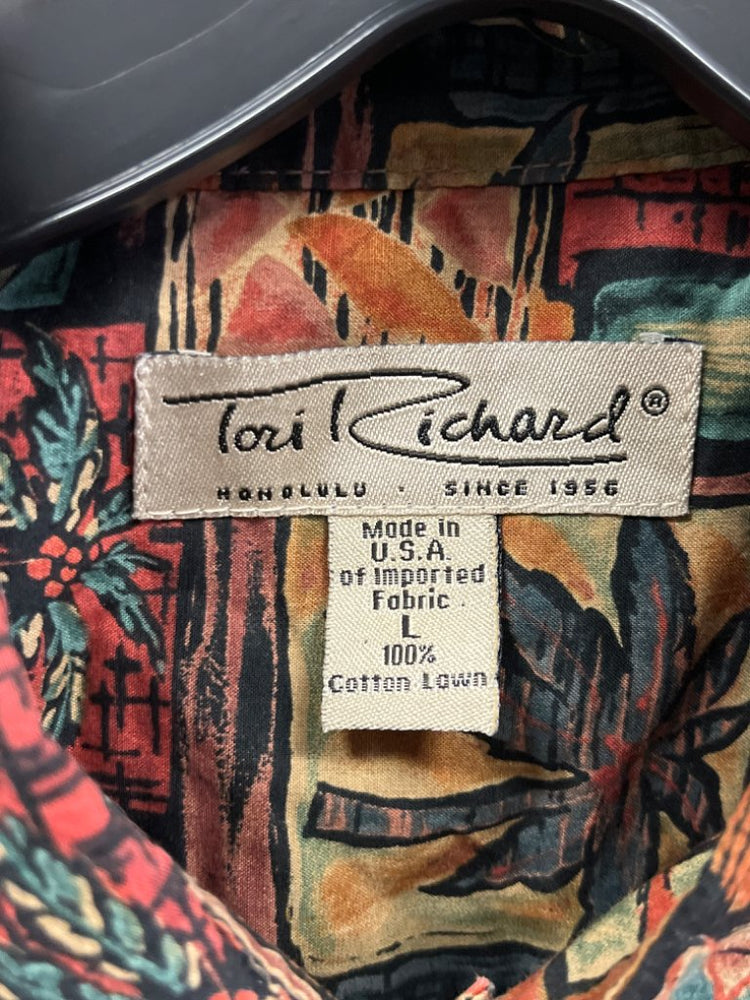 Tori Richard®
HONOLULU · SINCE 1956
Made in
U.S.A.
of Imported
Fabric
L
100%
Cotton Lawn